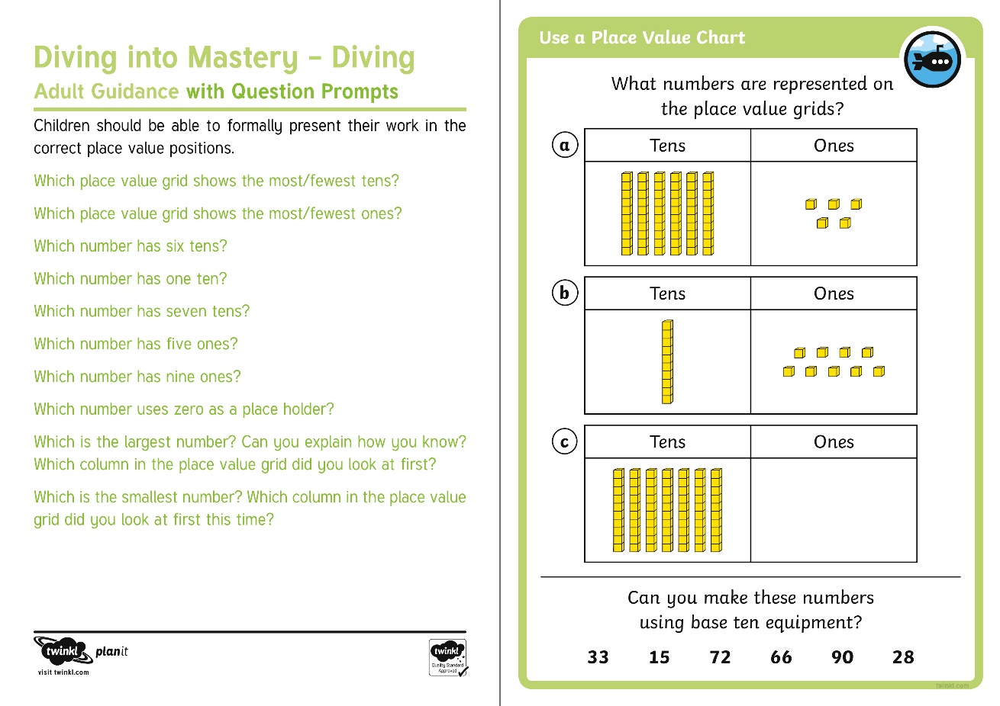 Diving into Mastery – Diving
Adult Guidance with Question Prompts
Children should be able to formally present their work in the
correct place value positions.
Which place value grid shows the most/fewest tens?
Which place value grid shows the most/fewest ones?
Which number has six tens?
Which number has one ten?
Which number has seven tens?
Which number has five ones?
Which number has nine ones?
Which number uses zero as a place holder?
Which is the largest number? Can you explain how you know?
Which column in the place value grid did you look at first?
Which is the smallest number? Which column in the place value
grid did you look at first this time?
twinkl planit
visit twinkl.com
twinkl
Quality Standard
Approved
Use a Place Value Chart
What numbers are represented on
the place value grids?
a
Tens Ones
b
Tens Ones
c
Tens Ones
Can you make these numbers
using base ten equipment?
33 15 72 66 90 28
twinkl.com